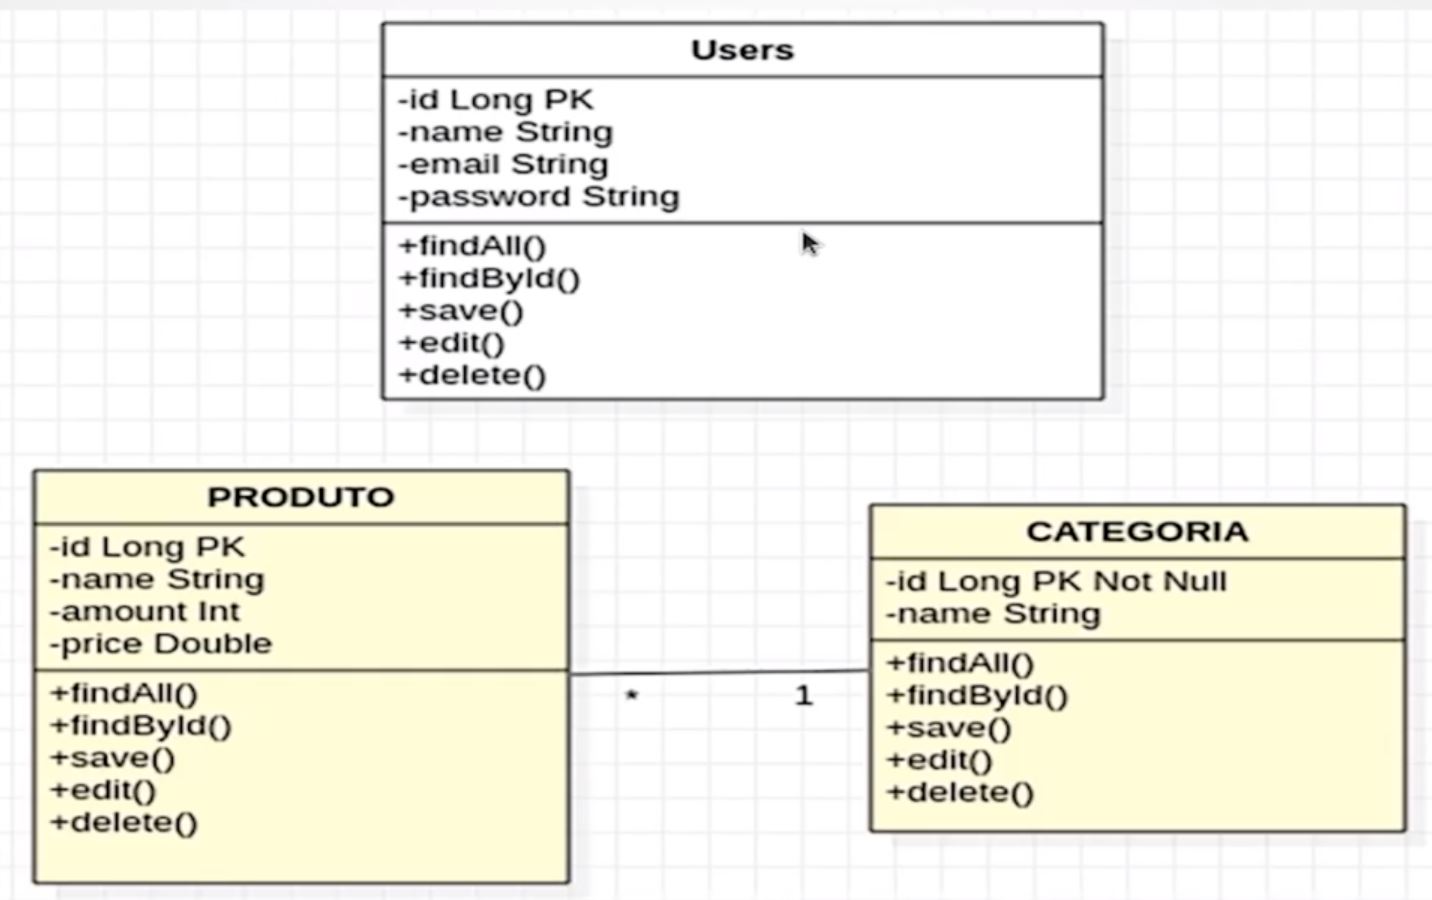 Users
-id Long PK
-name String
-email String
-password String
+findAll()
+findById()
+save()
+edit()
+delete()
PRODUTO
-id Long PK
-name String
-amount Int
-price Double
+findAll()
+findById()
+save()
+edit()
+delete()
* 1
CATEGORIA
-id Long PK Not Null
-name String
+findAll()
+findById()
+save()
+edit()
+delete()